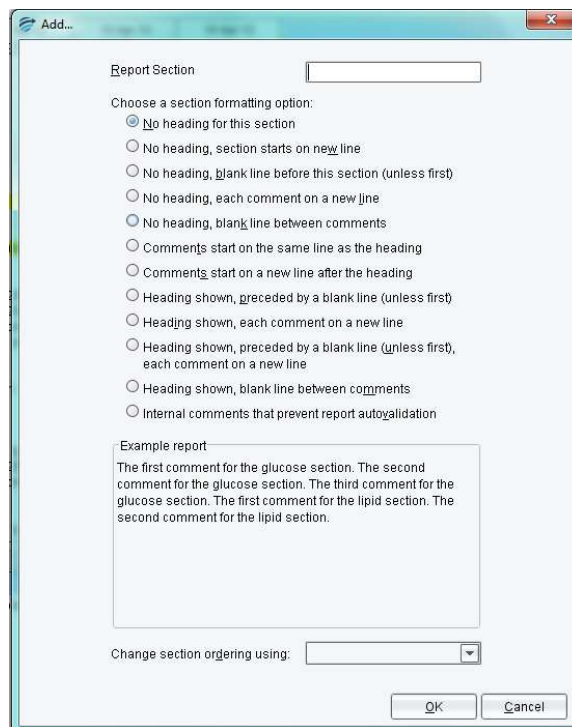 Add...
Report Section
Choose a section formatting option:
No heading for this section
No heading, section starts on new line
No heading, blank line before this section (unless first)
No heading, each comment on a new line
No heading, blank line between comments
Comments start on the same line as the heading
Comments start on a new line after the heading
Heading shown, preceded by a blank line (unless first)
Heading shown, each comment on a new line
Heading shown, preceded by a blank line (unless first),
each comment on a new line
Heading shown, blank line between comments
Internal comments that prevent report autovalidation
Example report
The first comment for the glucose section. The second
comment for the glucose section. The third comment for the
glucose section. The first comment for the lipid section. The
second comment for the lipid section.
Change section ordering using:
OK Cancel